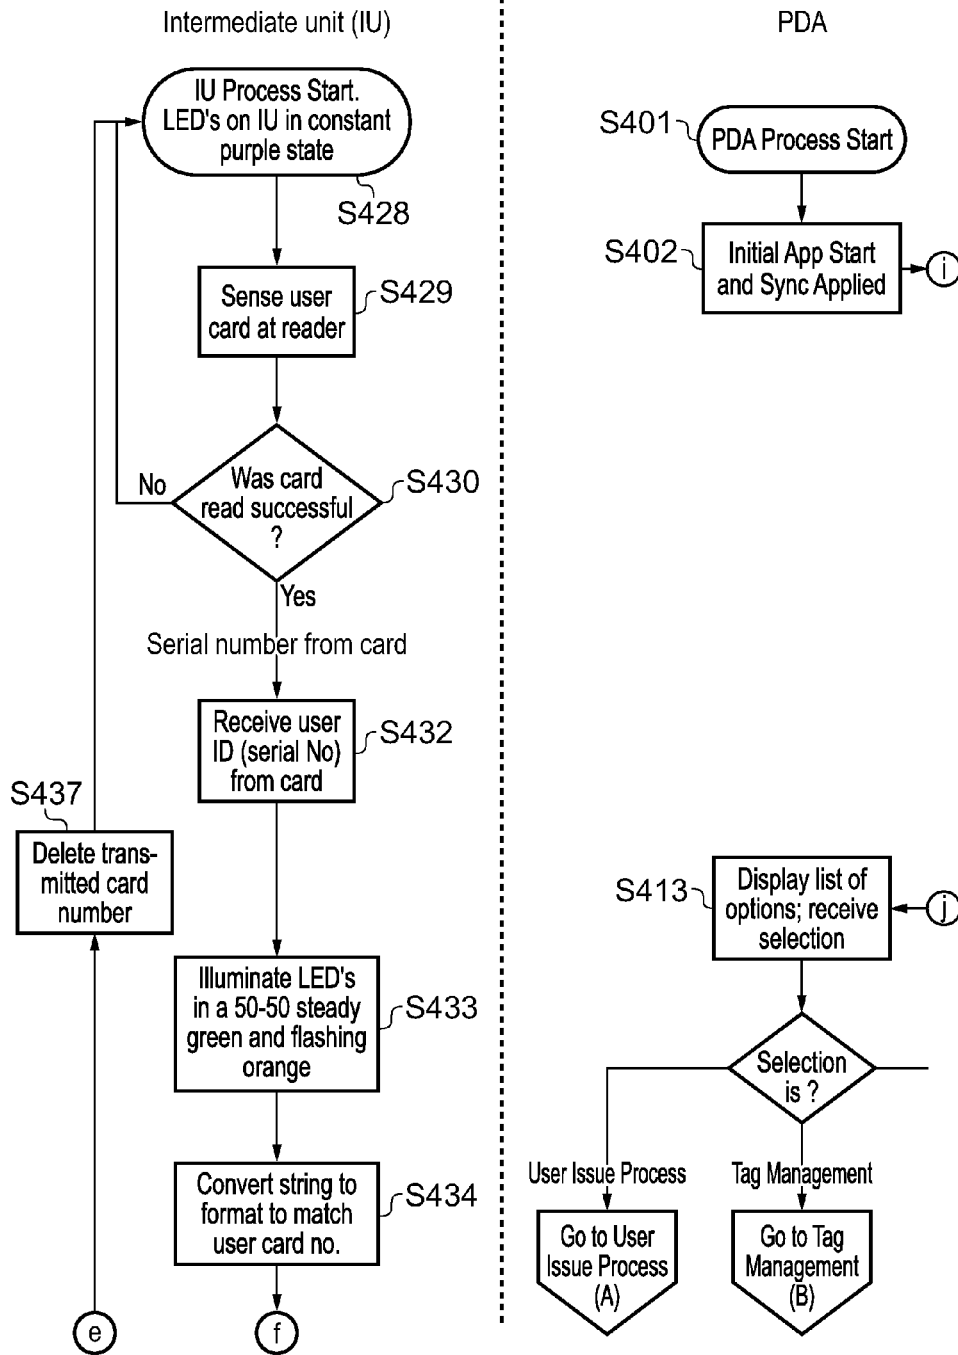 Intermediate unit (IU)
PDA
IU Process Start.
LED's on IU in constant
purple state
S428
S401
PDA Process Start
S402
Initial App Start
and Sync Applied
i
Sense user
card at reader
S429
Was card
read successful
?
S430
No
Yes
Serial number from card
Receive user
ID (serial No)
from card
S432
S437
Delete trans-
mitted card
number
S413
Display list of
options; receive
selection
j
Illuminate LED's
in a 50-50 steady
green and flashing
orange
S433
Selection
is ?
Convert string to
format to match
user card no.
S434
User Issue Process
Tag Management
Go to User
Issue Process
(A)
Go to Tag
Management
(B)
e
f